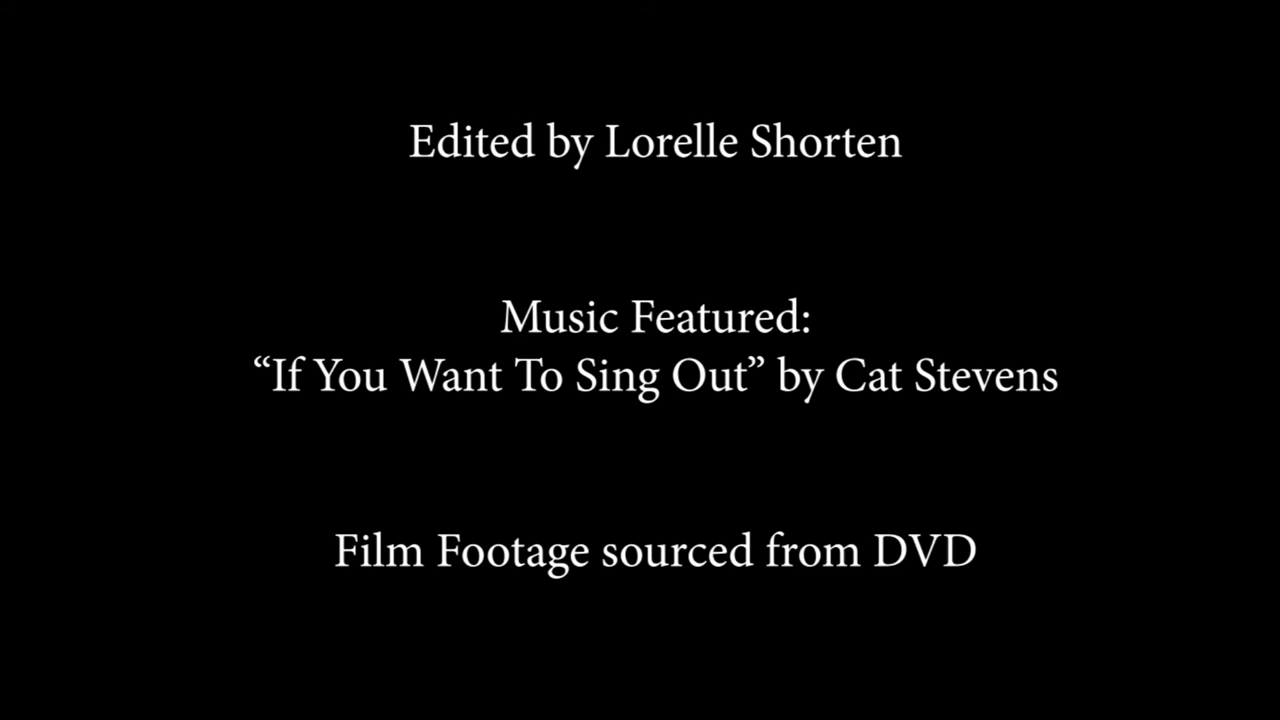 Edited by Lorelle Shorten
Music Featured:
“If You Want To Sing Out” by Cat Stevens
Film Footage sourced from DVD